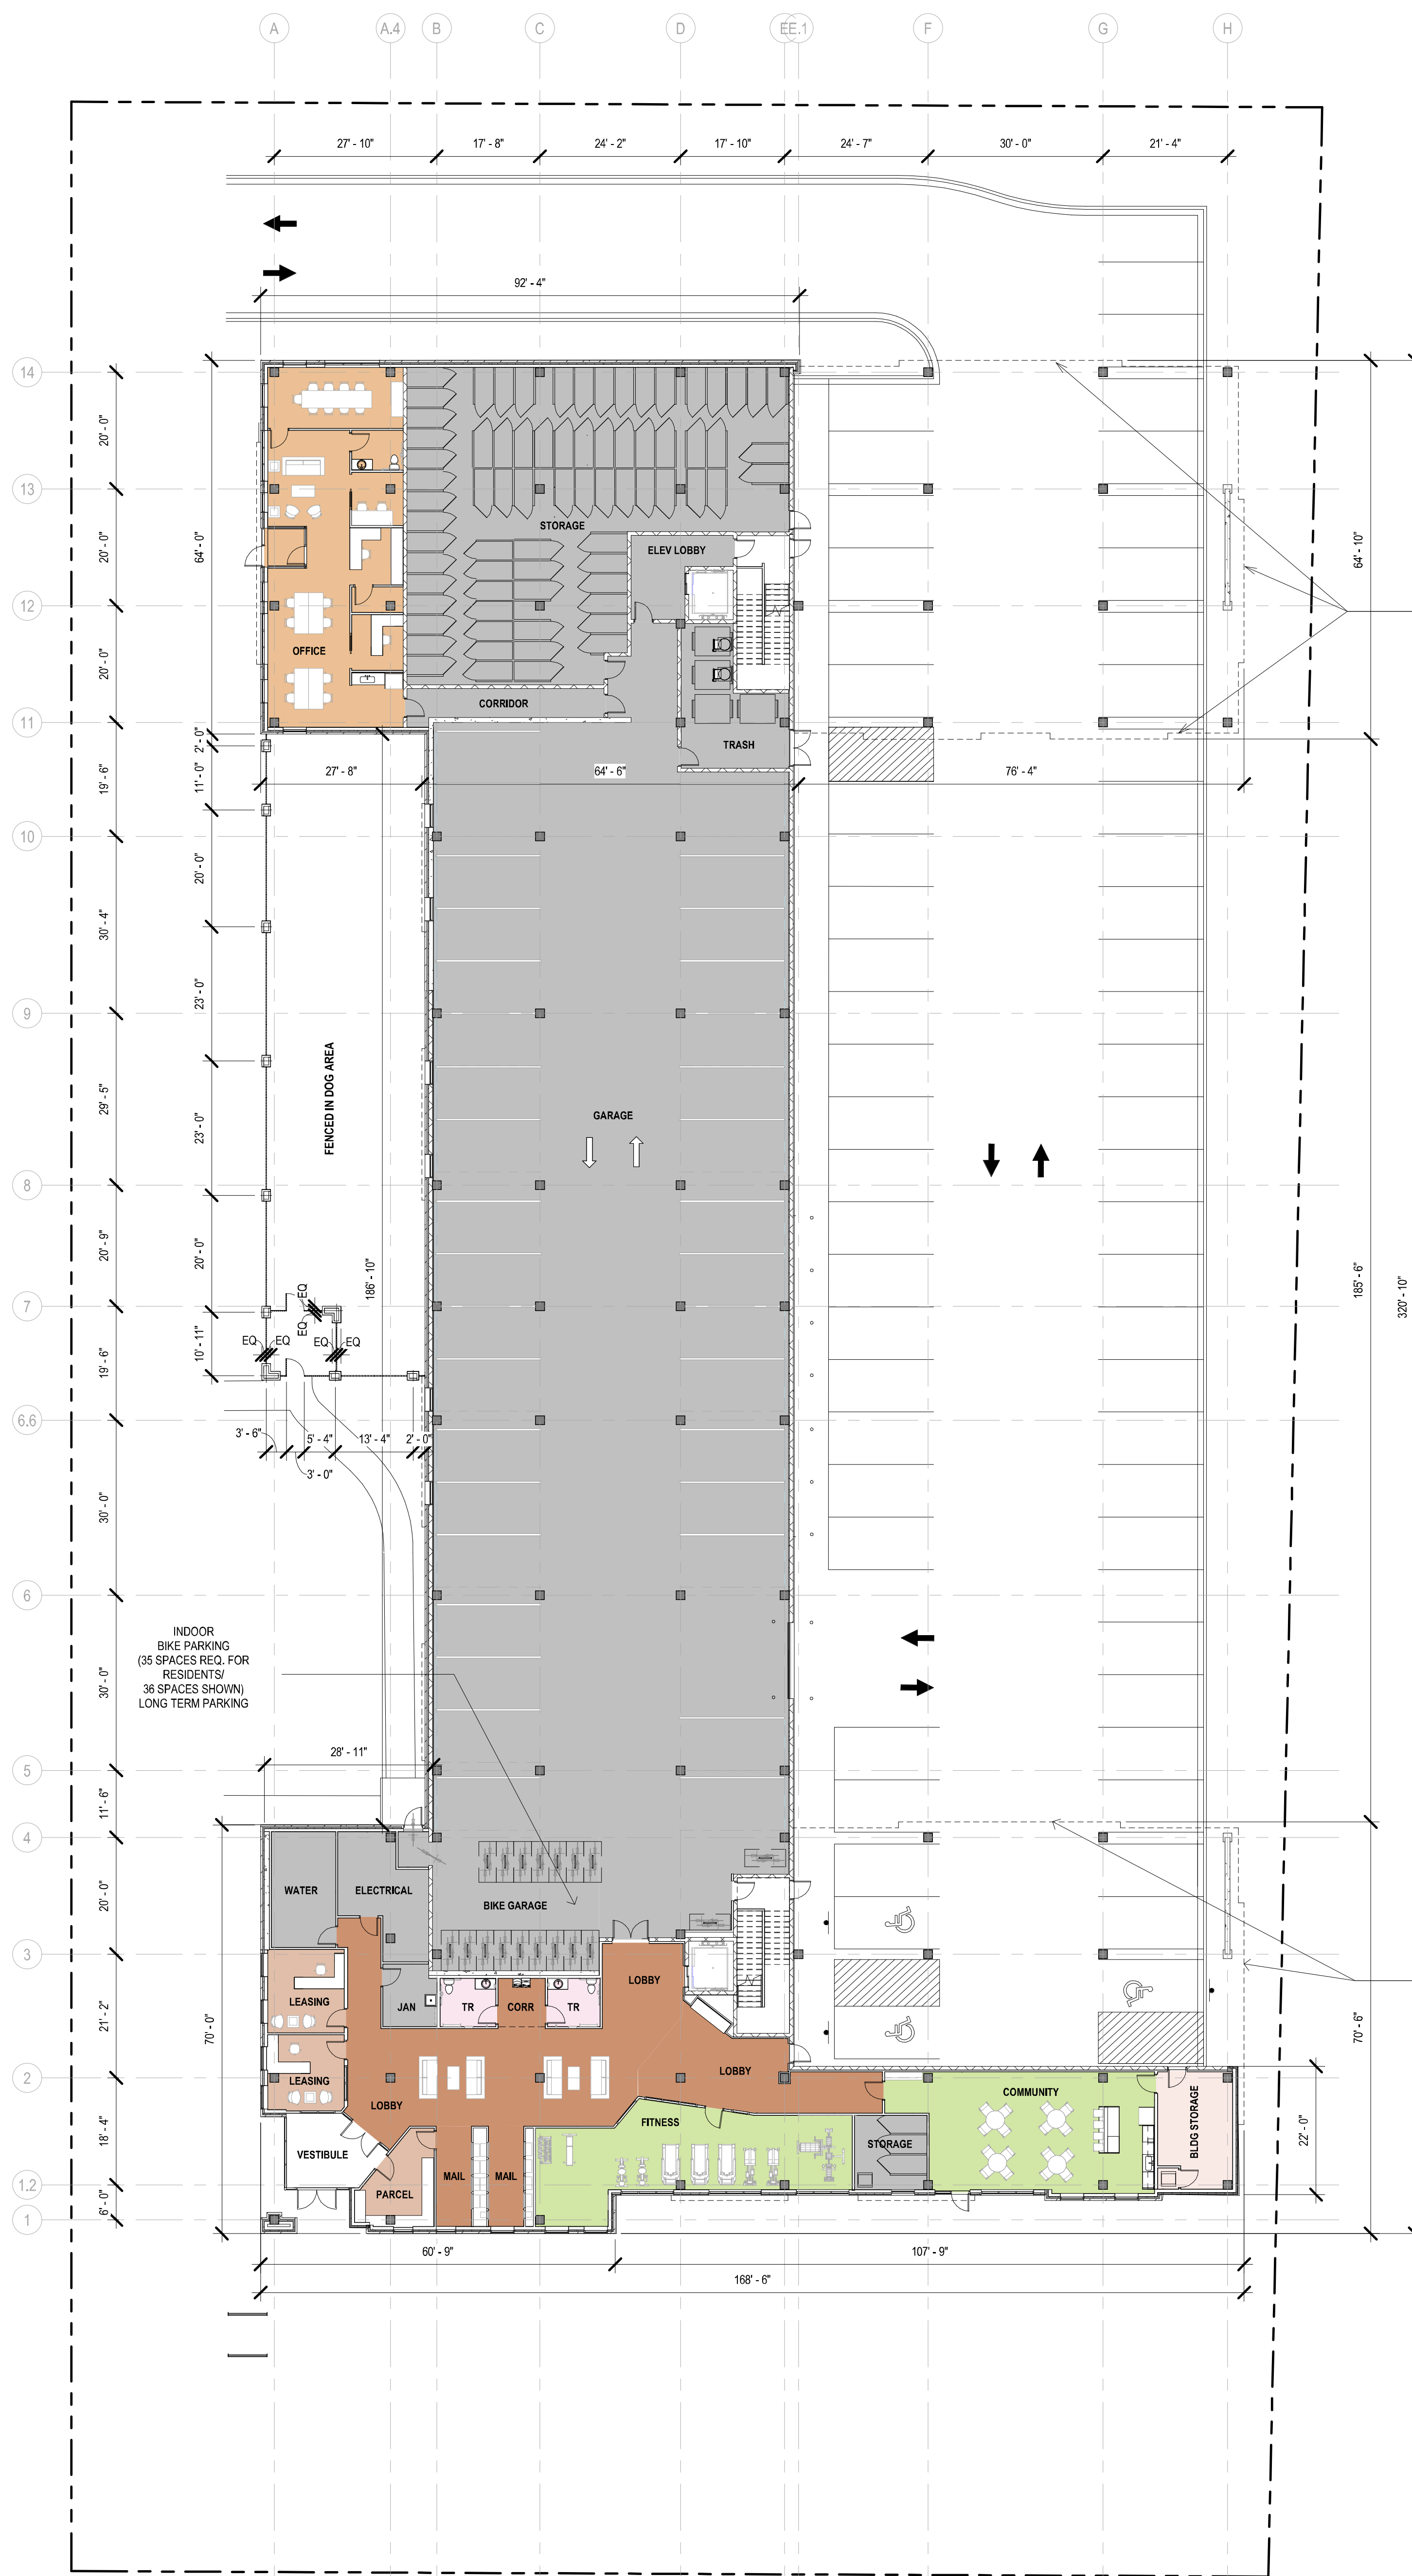 A
A.4
B
C
D
E
E.1
F
G
H
27' - 10"
17' - 8"
24' - 2"
17' - 10"
24' - 7"
30' - 0"
21' - 4"
92' - 4"
14
20' - 0"
13
20' - 0"
64' - 0"
STORAGE
ELEV LOBBY
64' - 10"
12
20' - 0"
OFFICE
CORRIDOR
11
TRASH
2' - 0"
27' - 8"
64' - 6"
76' - 4"
19' - 6"
11' - 0"
10
20' - 0"
30' - 4"
23' - 0"
9
FENCED IN DOG AREA
29' - 5"
23' - 0"
GARAGE
8
20' - 9"
20' - 0"
186' - 10"
185' - 6"
320' - 10"
7
EQ
EQ
EQ
EQ
EQ
EQ
19' - 6"
10' - 11"
6.6
3' - 6"
5' - 4"
13' - 4"
2' - 0"
3' - 0"
30' - 0"
6
INDOOR
BIKE PARKING
(35 SPACES REQ. FOR
RESIDENTS/
36 SPACES SHOWN)
LONG TERM PARKING
30' - 0"
28' - 11"
5
11' - 6"
4
WATER
ELECTRICAL
BIKE GARAGE
20' - 0"
3
LOBBY
LEASING
JAN
TR
CORR
TR
21' - 2"
70' - 0"
70' - 6"
2
LEASING
LOBBY
LOBBY
COMMUNITY
BLDG STORAGE
FITNESS
STORAGE
22' - 0"
18' - 4"
VESTIBULE
MAIL
MAIL
PARCEL
1.2
6' - 0"
1
60' - 9"
107' - 9"
168' - 6"